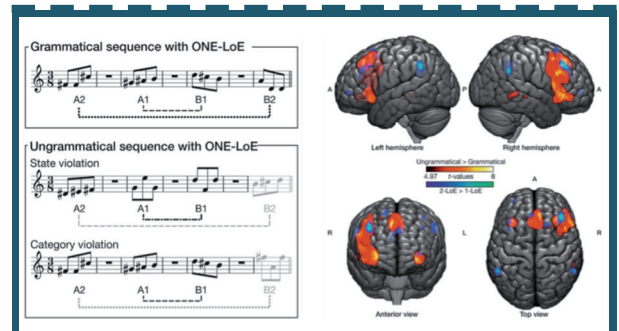 Grammatical sequence with ONE-LoE
A2 A1 B1 B2
Ungrammatical sequence with ONE-LoE
State violation
A2 A1 B1 B2
Category violation
A2 A1 B1 B2
A P A
Left hemisphere Right hemisphere
Ungrammatical > Grammatical
4.97 t-values 8
2-LoE > 1-LoE
A
R L R
P
Anterior view Top view